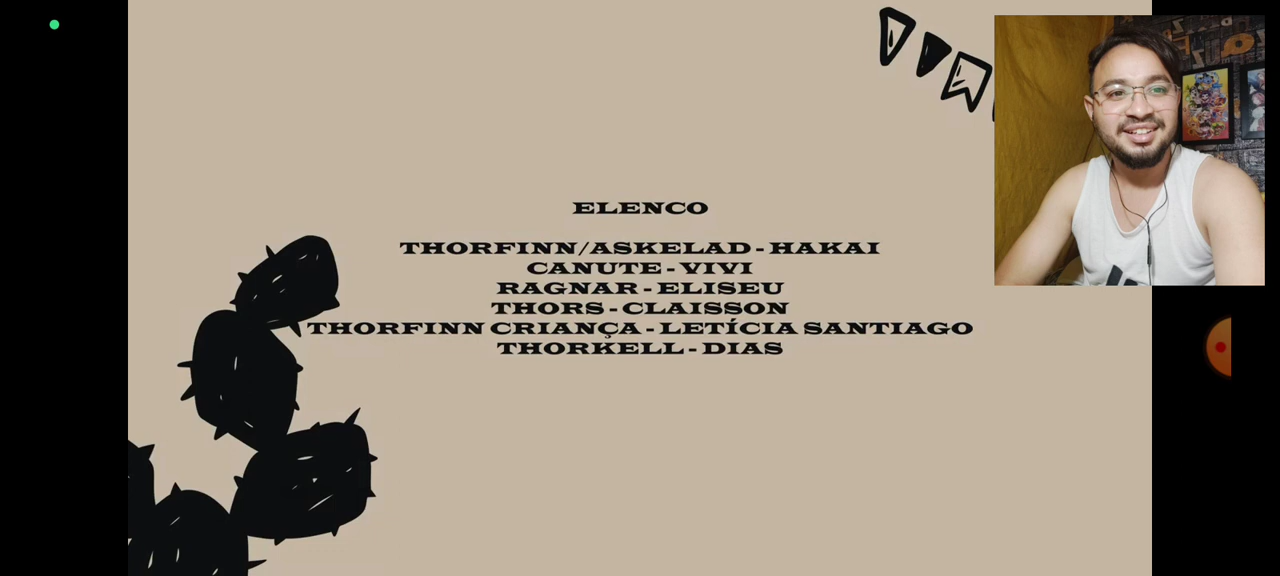 ELENCO
THORFINN/ASKELAD - HAKAI
CANUTE - VIVI
RAGNAR - ELISEU
THORS - CLAISSON
THORFINN CRIANÇA - LETÍCIA SANTIAGO
THORKELL - DIAS